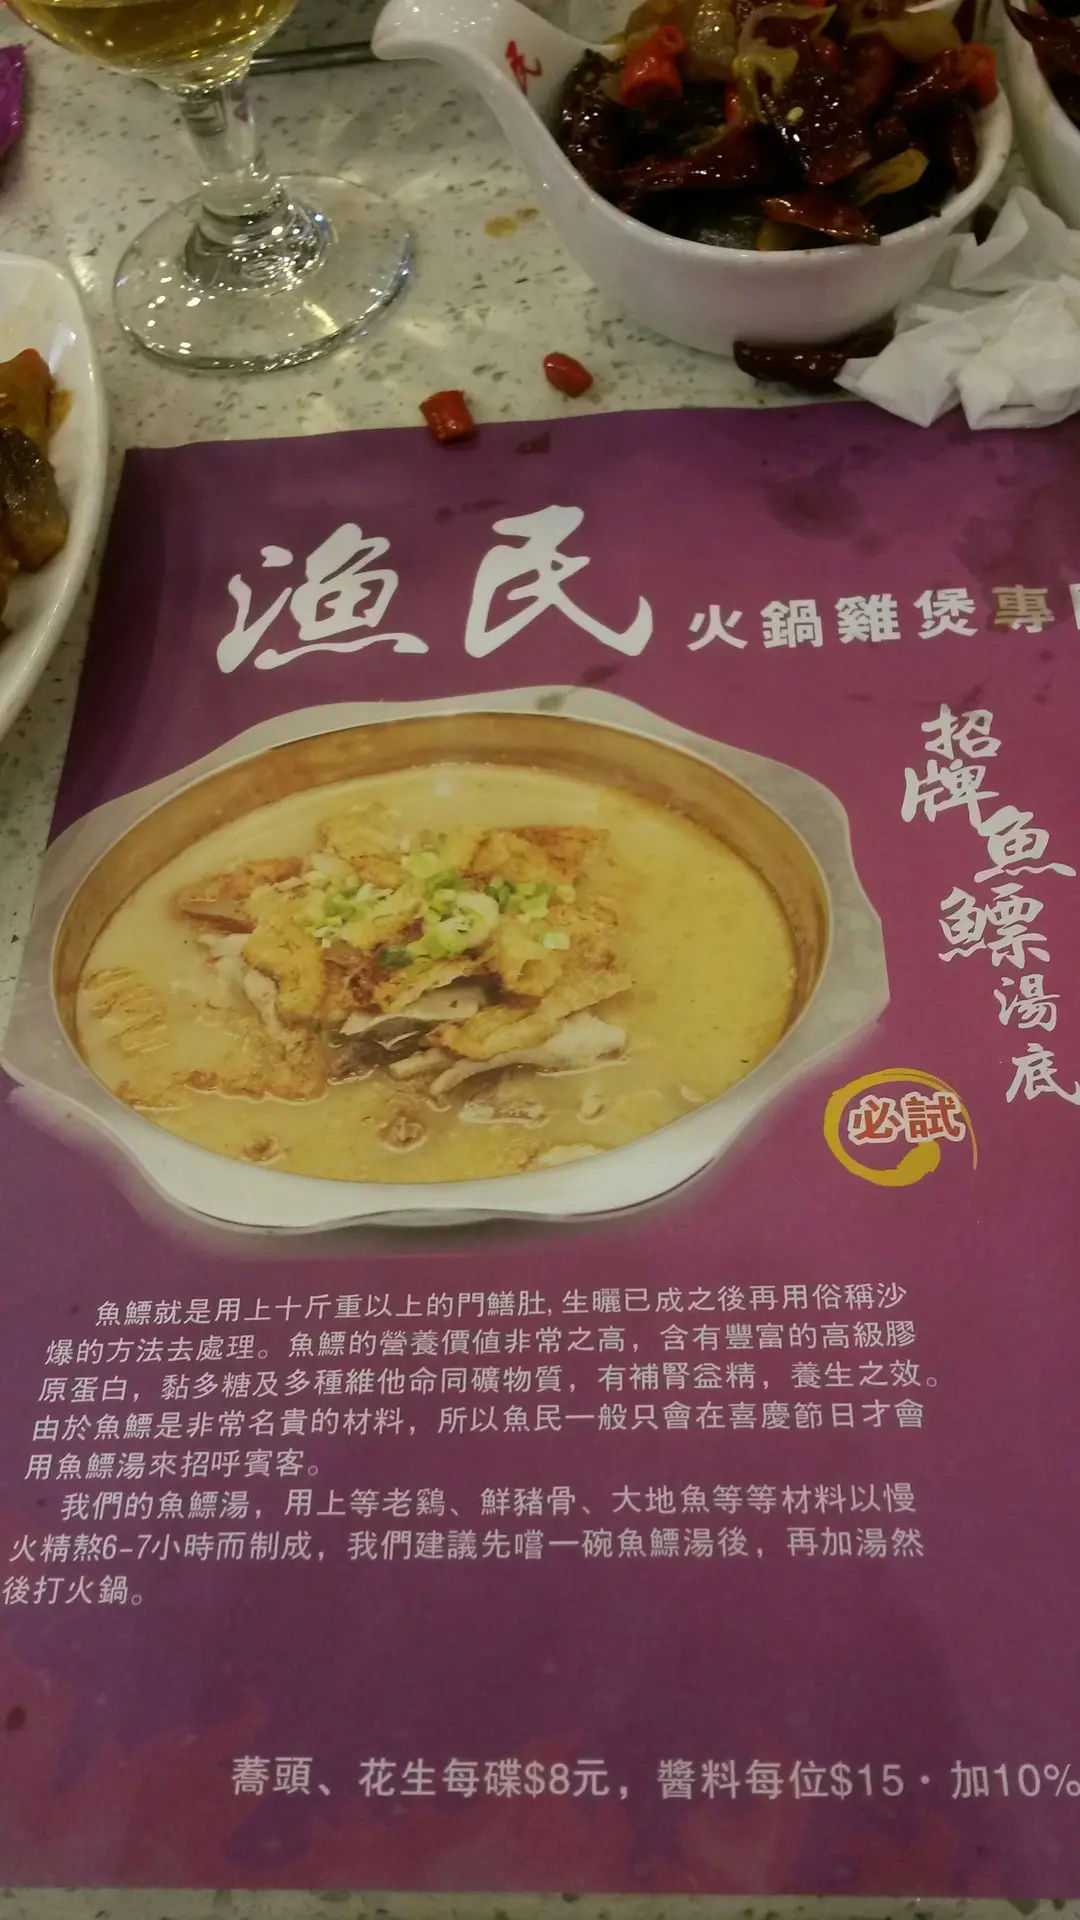 民
漁民 火鍋雞煲專
招牌魚鰾湯底
必試
魚鰾就是用上十斤重以上的門鱔肚,生曬已成之後再用俗稱沙
爆的方法去處理。魚鰾的營養價值非常之高，含有豐富的高級膠
原蛋白，黏多糖及多種維他命同礦物質，有補腎益精，養生之效。
由於魚鰾是非常名貴的材料，所以魚民一般只會在喜慶節日才會
用魚鰾湯來招呼賓客。
我們的魚鰾湯，用上等老鷄、鮮豬骨、大地魚等等材料以慢
火精熬6-7小時而制成，我們建議先嚐一碗魚鰾湯後，再加湯然
後打火鍋。
蕎頭、花生每碟$8元，醬料每位$15·加10%